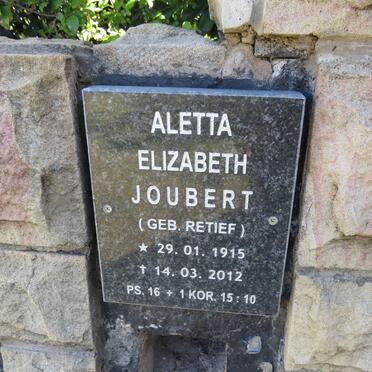 ALETTA
ELIZABETH
JOUBERT
( GEB. RETIEF )
★ 29. 01. 1915
✝ 14. 03. 2012
PS. 16 + 1 KOR. 15 : 10